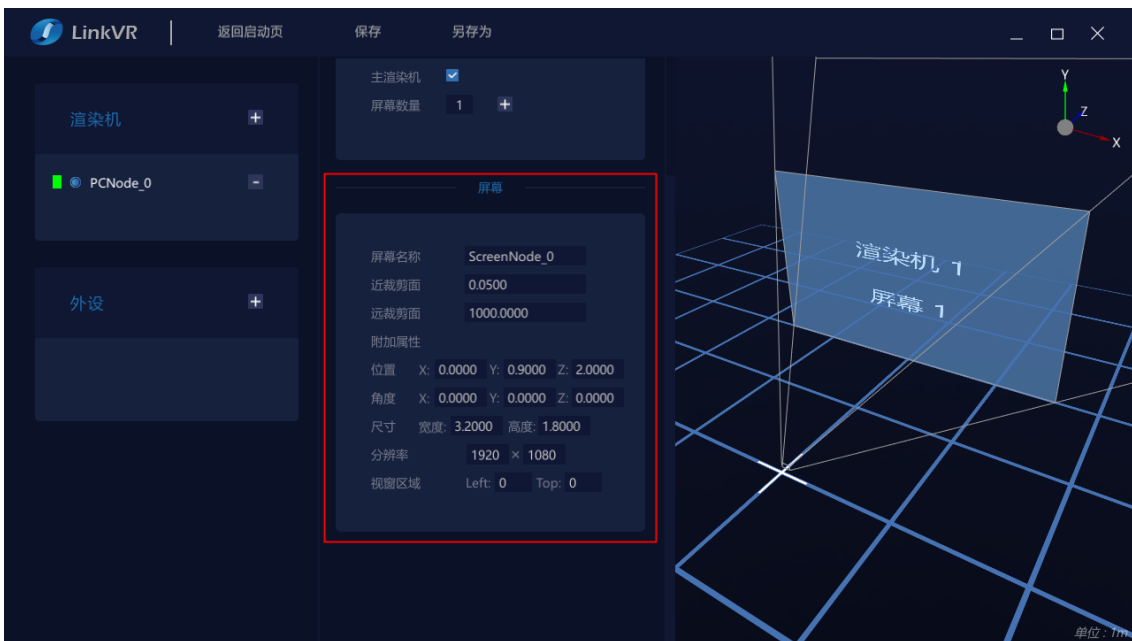 LinkVR 返回启动页 保存 另存为
渲染机
PCNode_0
外设
主渲染机
屏幕数量 1
屏幕
屏幕名称 ScreenNode_0
近裁剪面 0.0500
远裁剪面 1000.0000
附加属性
位置 X: 0.0000 Y: 0.9000 Z: 2.0000
角度 X: 0.0000 Y: 0.0000 Z: 0.0000
尺寸 宽度: 3.2000 高度: 1.8000
分辨率 1920 × 1080
视窗区域 Left: 0 Top: 0
Y
Z
X
渲染机 1
屏幕 1
单位 : 1m